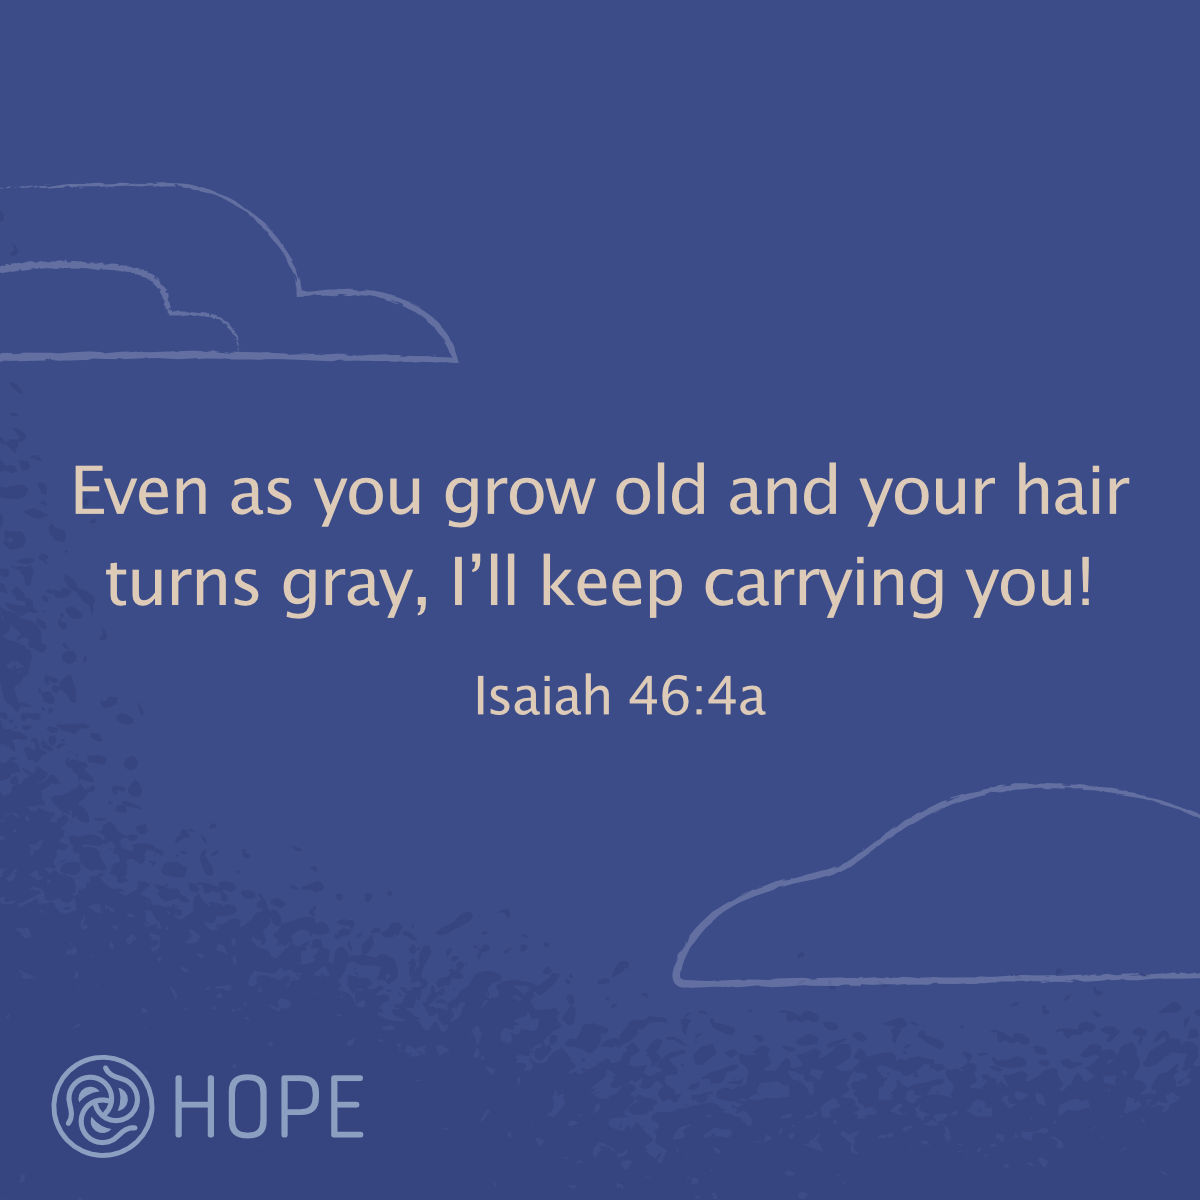 Even as you grow old and your hair
turns gray, I’ll keep carrying you!
Isaiah 46:4a
HOPE